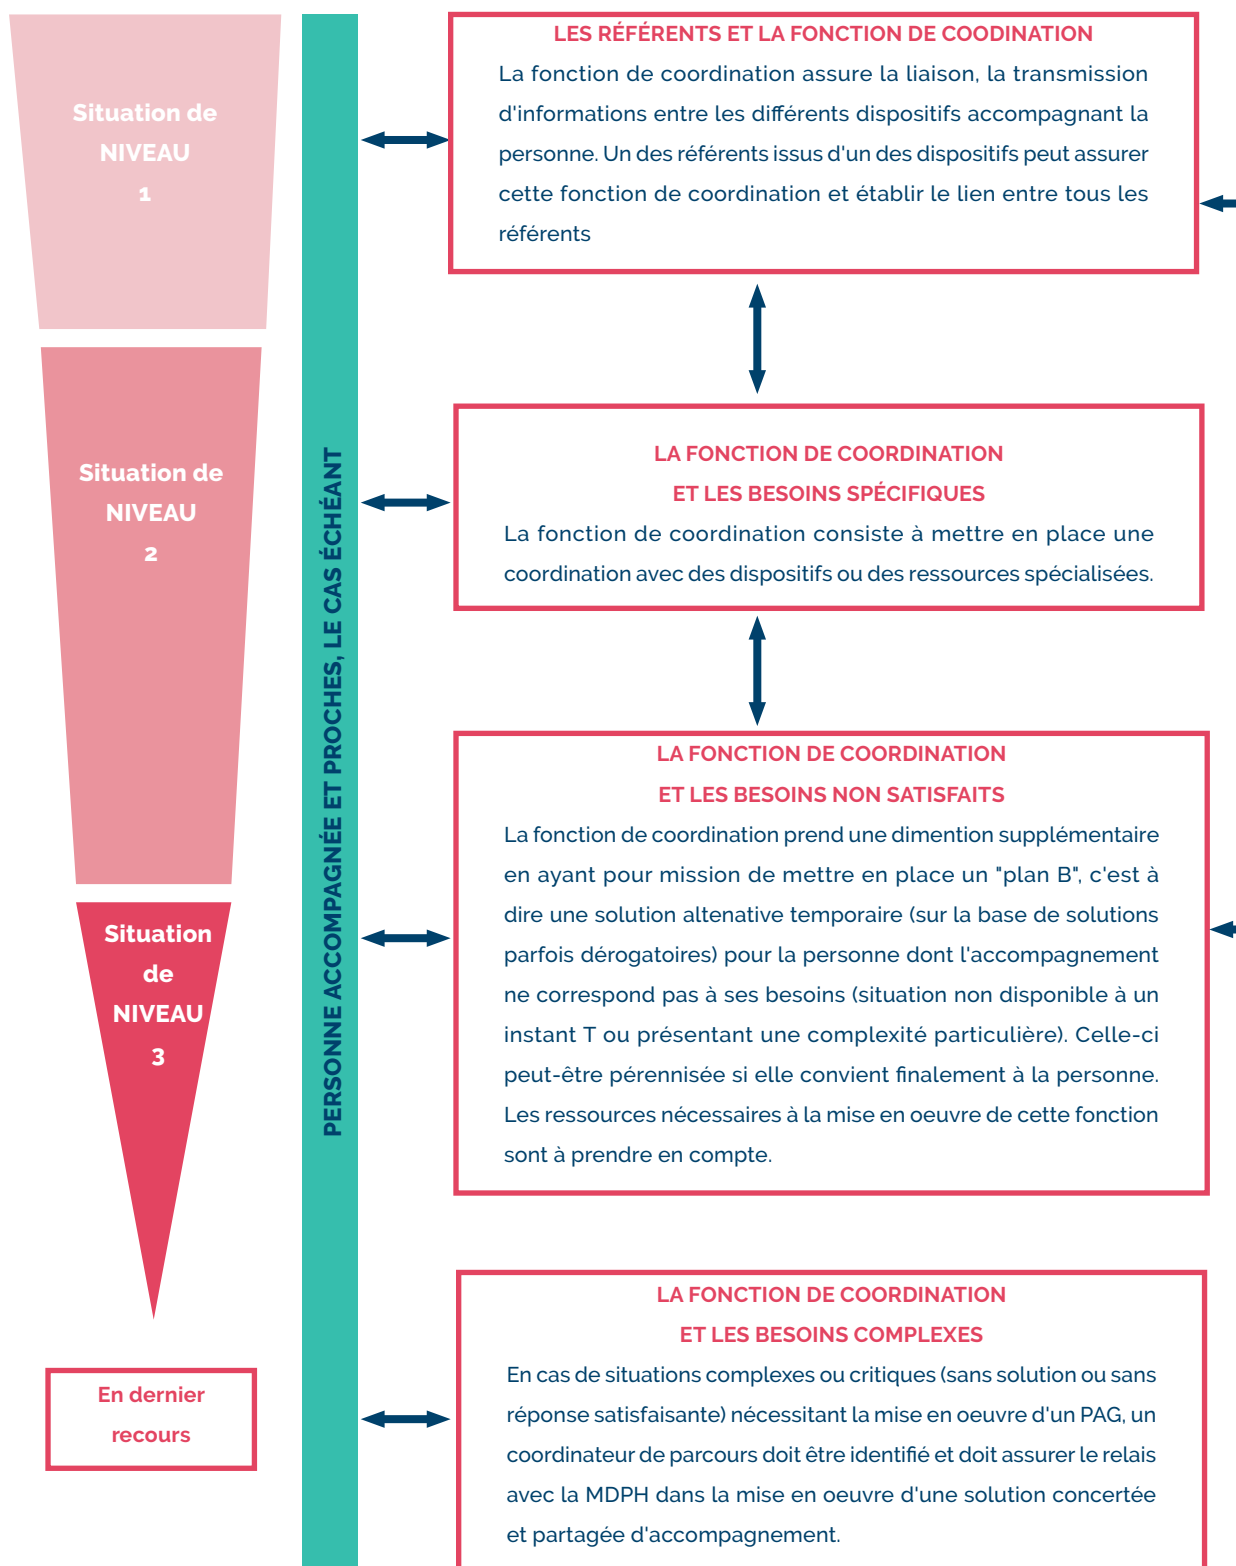 Situation de
NIVEAU
1
LES RÉFÉRENTS ET LA FONCTION DE COODINATION
La fonction de coordination assure la liaison, la transmission
d'informations entre les différents dispositifs accompagnant la
personne. Un des référents issus d'un des dispositifs peut assurer
cette fonction de coordination et établir le lien entre tous les
référents
Situation de
NIVEAU
2
PERSONNE ACCOMPAGNÉE ET PROCHES, LE CAS ÉCHÉANT
LA FONCTION DE COORDINATION
ET LES BESOINS SPÉCIFIQUES
La fonction de coordination consiste à mettre en place une
coordination avec des dispositifs ou des ressources spécialisées.
Situation
de
NIVEAU
3
LA FONCTION DE COORDINATION
ET LES BESOINS NON SATISFAITS
La fonction de coordination prend une dimention supplémentaire
en ayant pour mission de mettre en place un "plan B", c'est à
dire une solution altenative temporaire (sur la base de solutions
parfois dérogatoires) pour la personne dont l'accompagnement
ne correspond pas à ses besoins (situation non disponible à un
instant T ou présentant une complexité particulière). Celle-ci
peut-être pérennisée si elle convient finalement à la personne.
Les ressources nécessaires à la mise en oeuvre de cette fonction
sont à prendre en compte.
En dernier
recours
LA FONCTION DE COORDINATION
ET LES BESOINS COMPLEXES
En cas de situations complexes ou critiques (sans solution ou sans
réponse satisfaisante) nécessitant la mise en oeuvre d'un PAG, un
coordinateur de parcours doit être identifié et doit assurer le relais
avec la MDPH dans la mise en oeuvre d'une solution concertée
et partagée d'accompagnement.